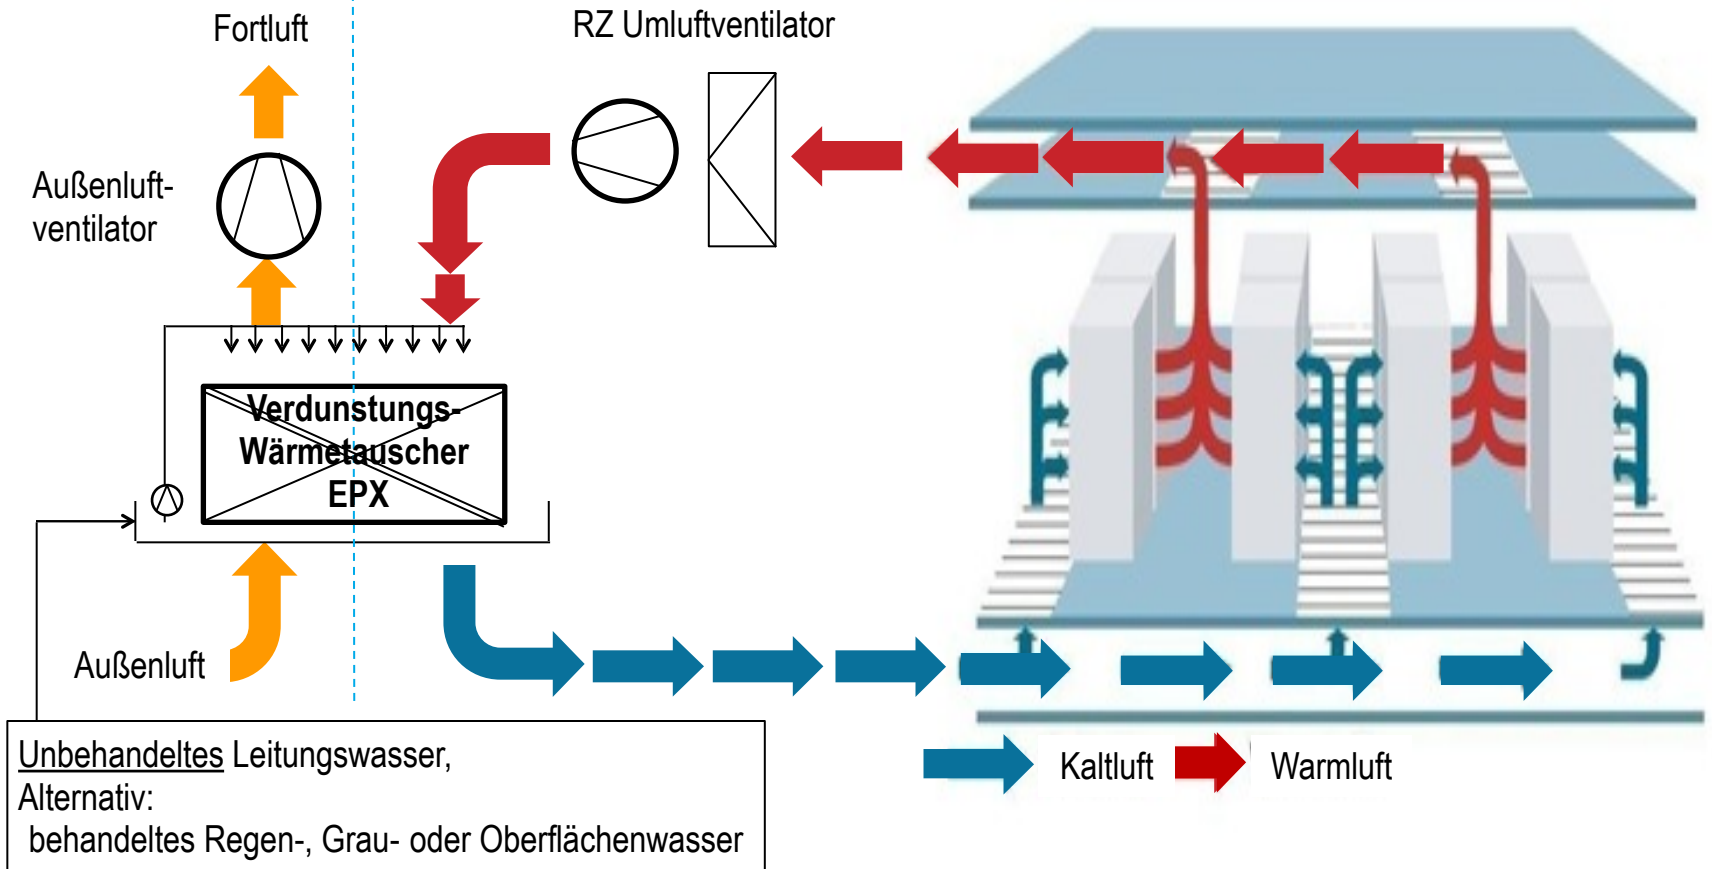 Fortluft
RZ Umluftventilator
Außenluft-
ventilator
Verdunstungs-
Wärmetauscher
EPX
Außenluft
Unbehandeltes Leitungswasser,
Alternativ:
behandeltes Regen-, Grau- oder Oberflächenwasser
Kaltluft
Warmluft